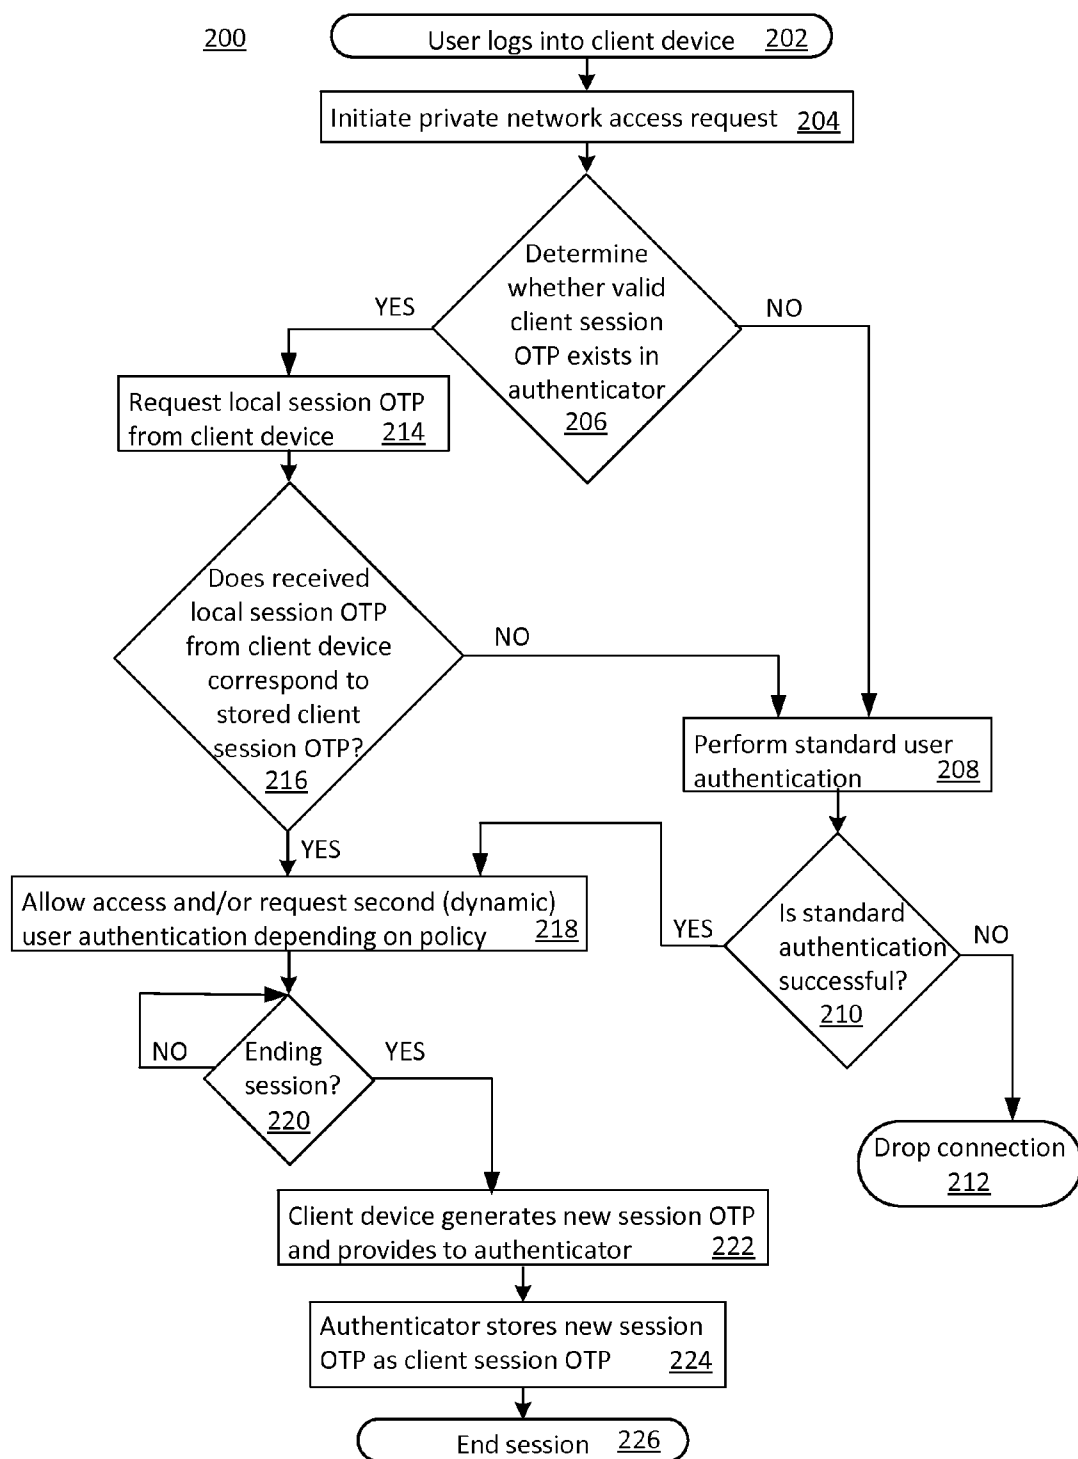 200
User logs into client device 202
Initiate private network access request 204
Determine
whether valid
client session
OTP exists in
authenticator
206
YES
NO
Request local session OTP
from client device 214
Does received
local session OTP
from client device
correspond to
stored client
session OTP?
216
NO
YES
Perform standard user
authentication 208
Allow access and/or request second (dynamic)
user authentication depending on policy 218
Is standard
authentication
successful?
210
YES
NO
Ending
session?
220
NO
YES
Drop connection
212
Client device generates new session OTP
and provides to authenticator 222
Authenticator stores new session
OTP as client session OTP 224
End session 226